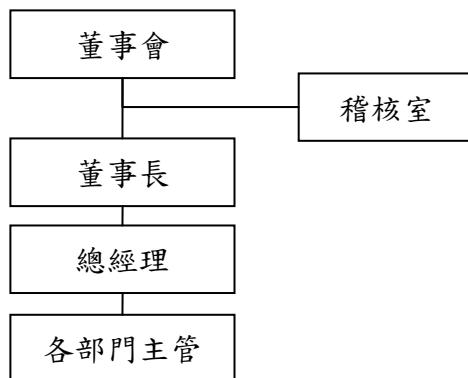 董事會
稽核室
董事長
總經理
各部門主管